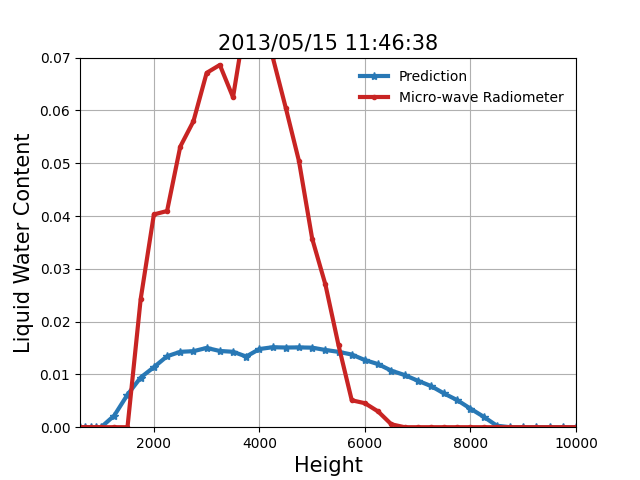 2013/05/15 11:46:38
0.07
0.06
0.05
0.04
0.03
0.02
0.01
0.00
Liquid Water Content
Prediction
Micro-wave Radiometer
2000 4000 6000 8000 10000
Height